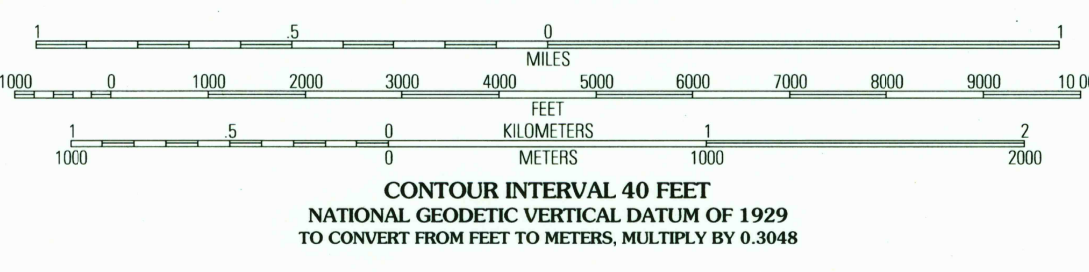 1 .5 0 1
MILES
1000 0 1000 2000 3000 4000 5000 6000 7000 8000 9000 10 00
FEET
1 .5 0 KILOMETERS 1 2
1000 0 METERS 1000 2000
CONTOUR INTERVAL 40 FEET
NATIONAL GEODETIC VERTICAL DATUM OF 1929
TO CONVERT FROM FEET TO METERS, MULTIPLY BY 0.3048